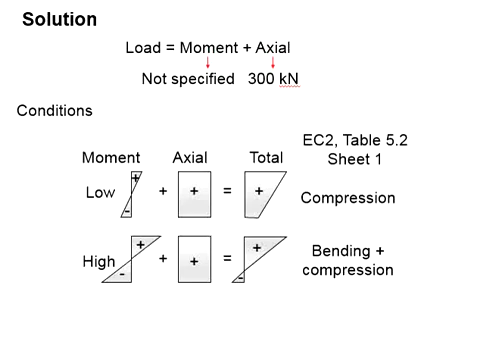 Solution
Load = Moment + Axial
Not specified 300 kN
Conditions
EC2, Table 5.2
Sheet 1
Moment Axial Total
Low + - + + = + Compression
High + - + + = + - Bending +
compression